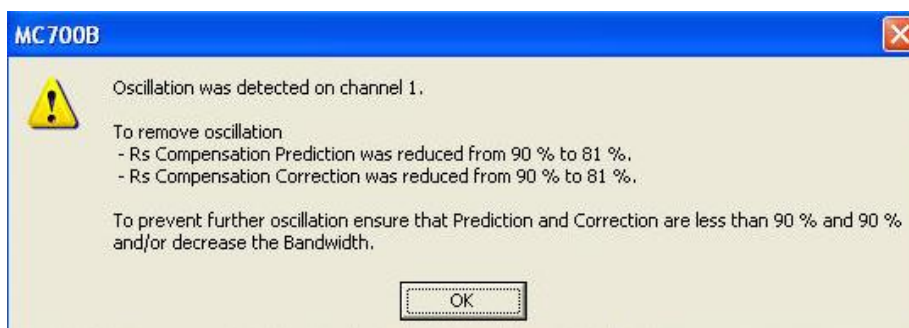 MC700B
Oscillation was detected on channel 1.
To remove oscillation
- Rs Compensation Prediction was reduced from 90 % to 81 %.
- Rs Compensation Correction was reduced from 90 % to 81 %.
To prevent further oscillation ensure that Prediction and Correction are less than 90 % and 90 %
and/or decrease the Bandwidth.
OK